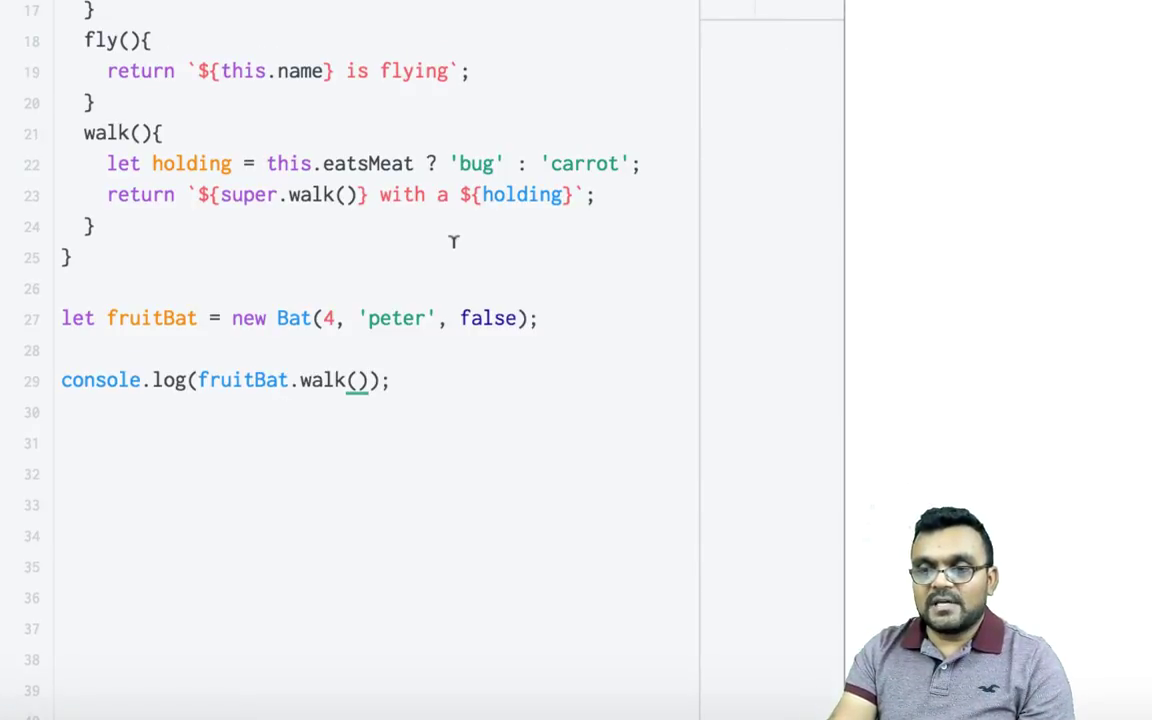 17 }
18 fly(){
19 return `${this.name} is flying`;
20 }
21 walk(){
22 let holding = this.eatsMeat ? 'bug' : 'carrot';
23 return `${super.walk()} with a ${holding}`;
24 }
25 }
26
27 let fruitBat = new Bat(4, 'peter', false);
28
29 console.log(fruitBat.walk());
30
31
32
33
34
35
36
37
38
39